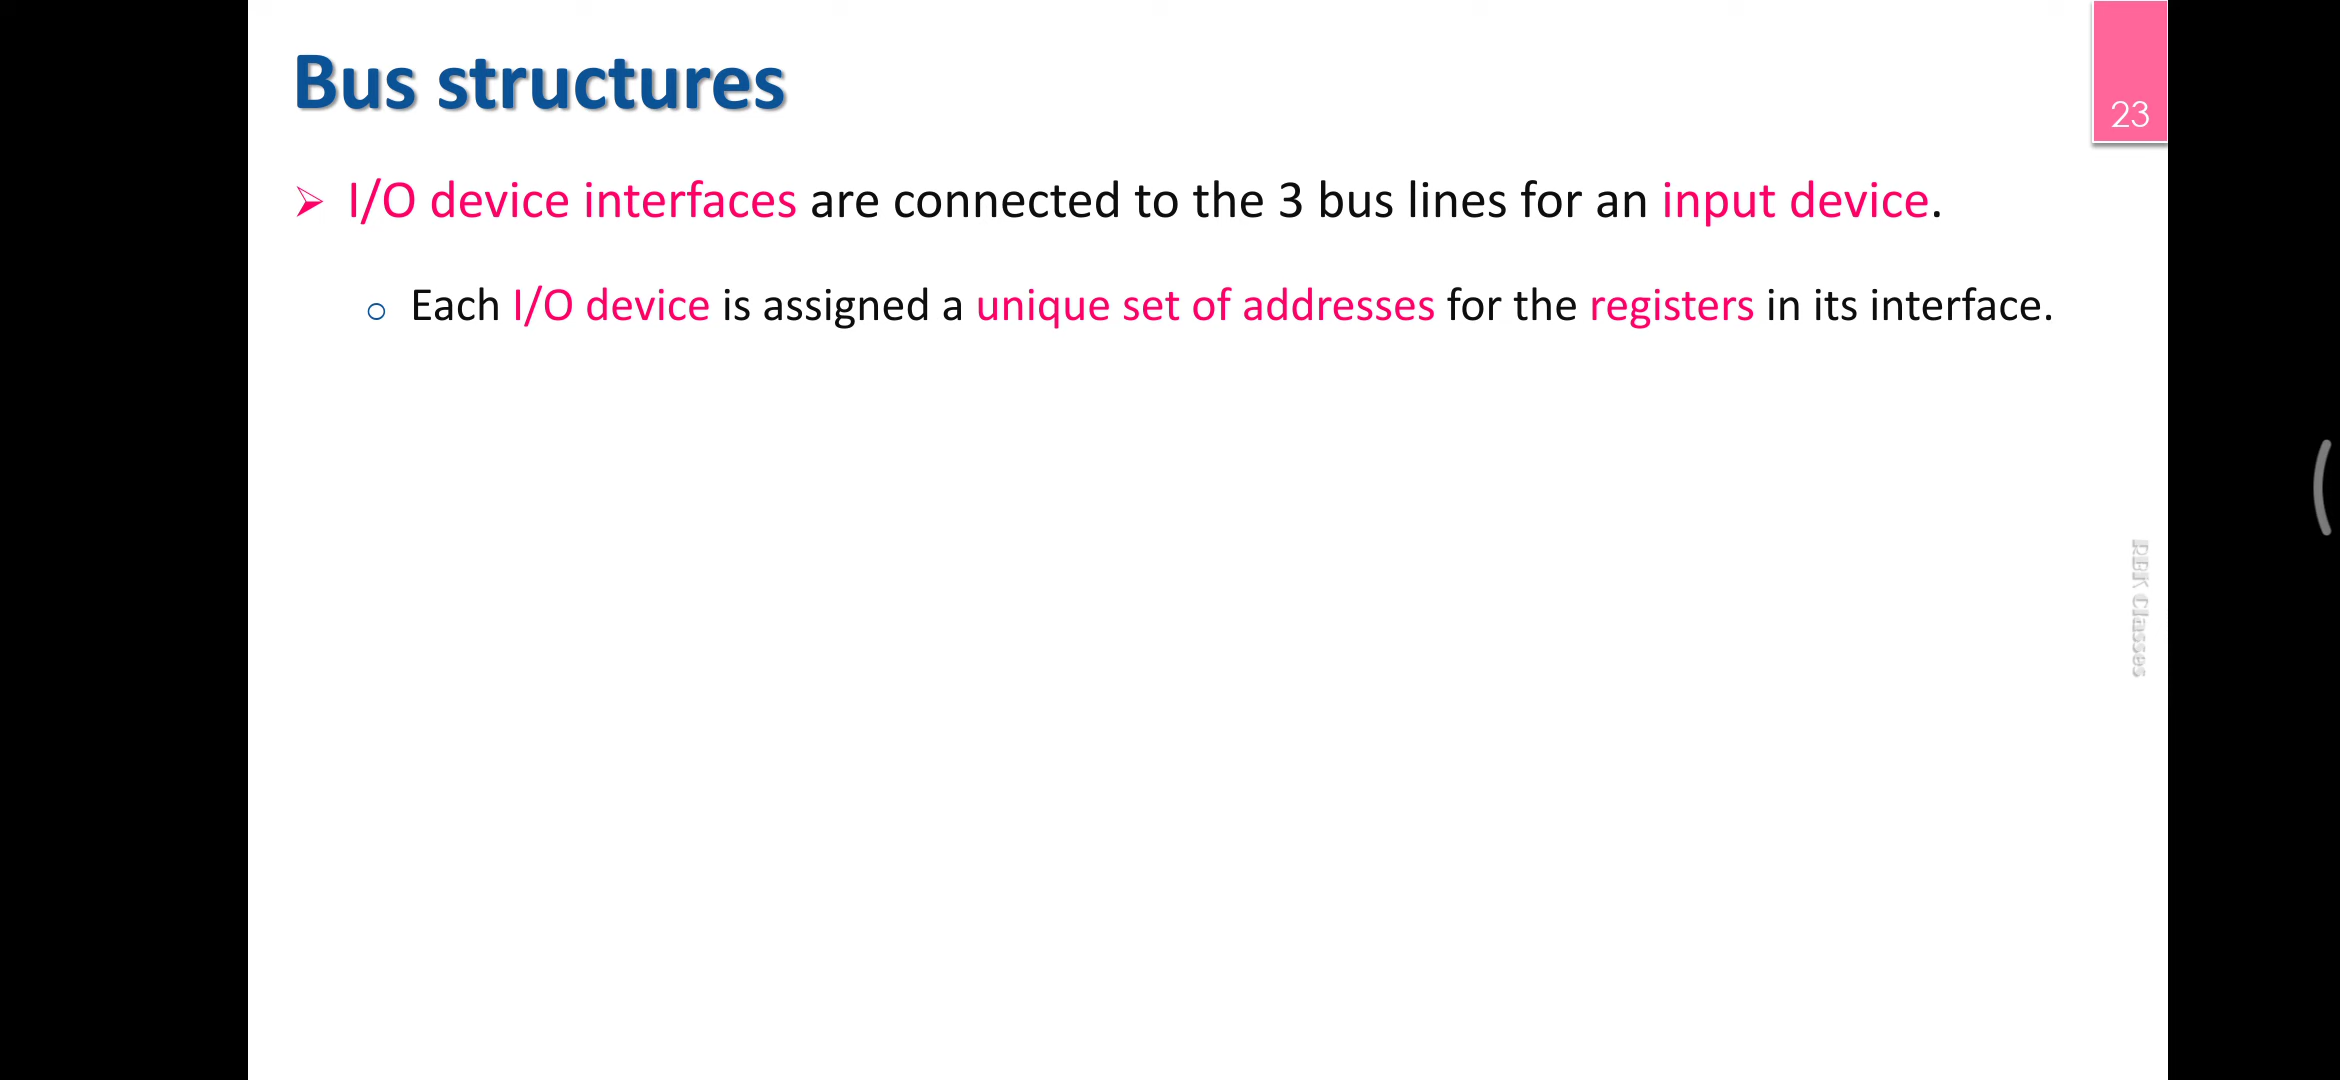 Bus structures
23
I/O device interfaces are connected to the 3 bus lines for an input device.
Each I/O device is assigned a unique set of addresses for the registers in its interface.
RBK Classes